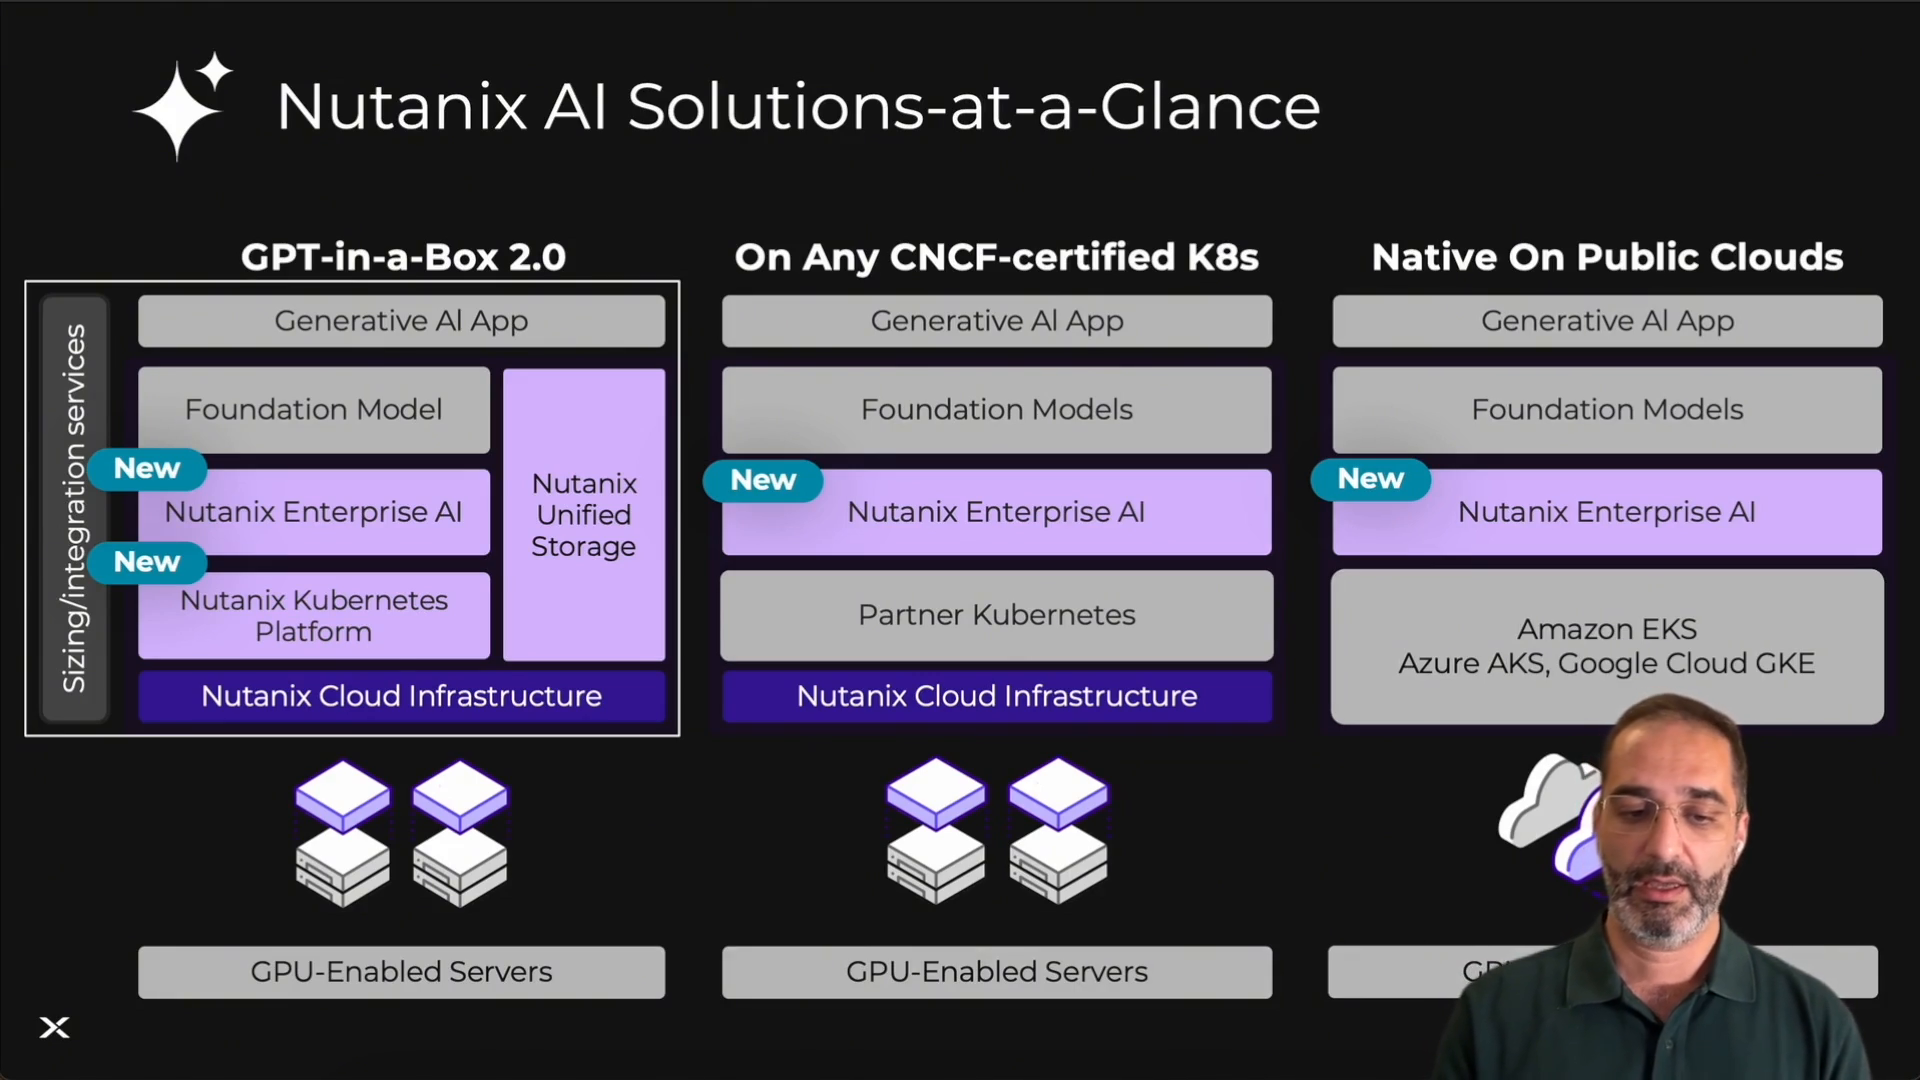 Nutanix AI Solutions-at-a-Glance
GPT-in-a-Box 2.0
Sizing/integration services
Generative AI App
Foundation Model
New
Nutanix Enterprise AI
New
Nutanix Kubernetes
Platform
Nutanix
Unified
Storage
Nutanix Cloud Infrastructure
GPU-Enabled Servers
On Any CNCF-certified K8s
Generative AI App
Foundation Models
New
Nutanix Enterprise AI
Partner Kubernetes
Nutanix Cloud Infrastructure
GPU-Enabled Servers
Native On Public Clouds
Generative AI App
Foundation Models
New
Nutanix Enterprise AI
Amazon EKS
Azure AKS, Google Cloud GKE